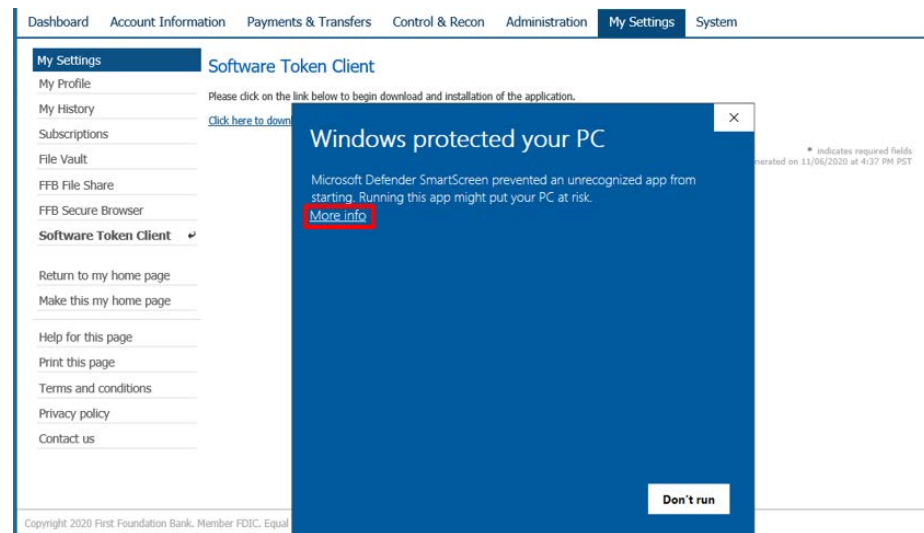 Dashboard Account Information Payments & Transfers Control & Recon Administration My Settings System
My Settings
My Profile
My History
Subscriptions
File Vault
FFB File Share
FFB Secure Browser
Software Token Client
Return to my home page
Make this my home page
Help for this page
Print this page
Terms and conditions
Privacy policy
Contact us
Software Token Client
Please click on the link below to begin download and installation of the application.
Click here to down
* indicates required fields
nerated on 11/06/2020 at 4:37 PM PST
Windows protected your PC
Microsoft Defender SmartScreen prevented an unrecognized app from
starting. Running this app might put your PC at risk.
More info
Don't run
Copyright 2020 First Foundation Bank. Member FDIC. Equal